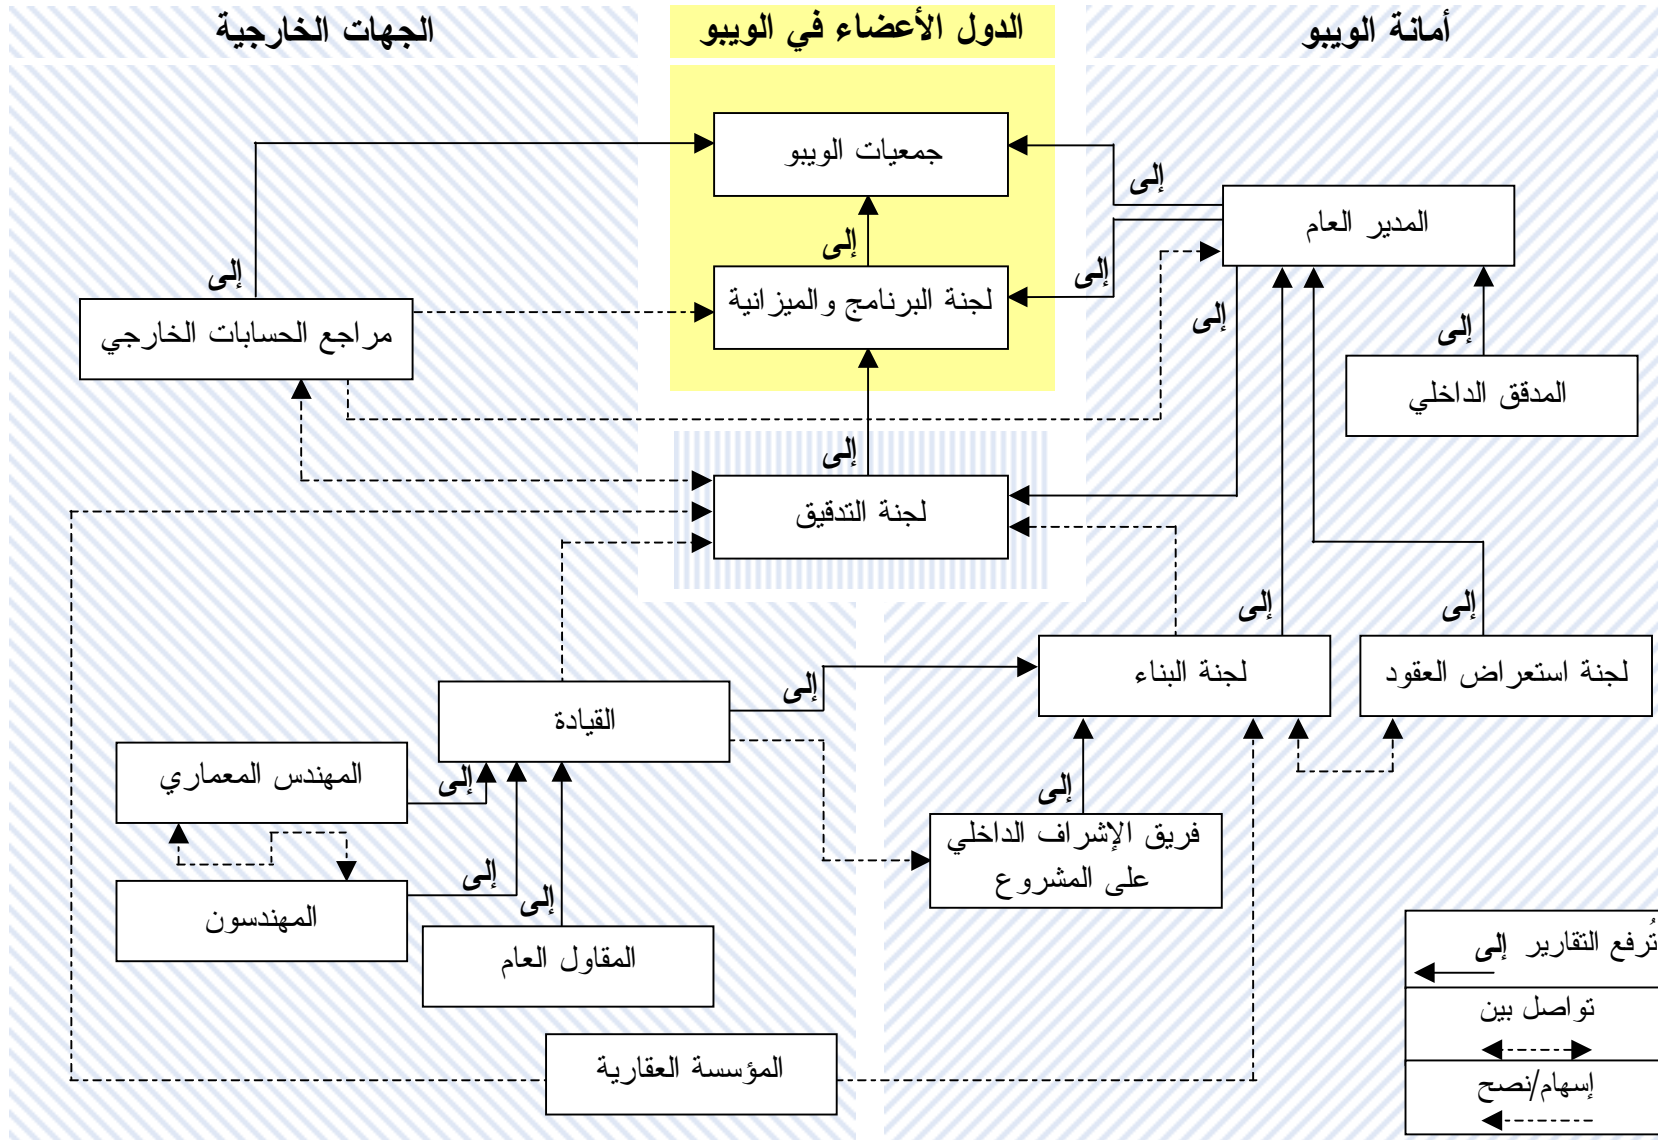 أمانة الويبو
الدول الأعضاء في الويبو
الجهات الخارجية
جمعيات الويبو
إلى
المدير العام
إلى
إلى
إلى
لجنة البرنامج والميزانية
إلى
مراجع الحسابات الخارجي
إلى
المدقق الداخلي
إلى
لجنة التدقيق
إلى
إلى
لجنة استعراض العقود
لجنة البناء
إلى
القيادة
المهندس المعماري
إلى
إلى
فريق الإشراف الداخلي
على المشروع
إلى
المهندسون
إلى
المقاول العام
المؤسسة العقارية
تُرفع التقارير إلى
تواصل بين
إسهام/نصح